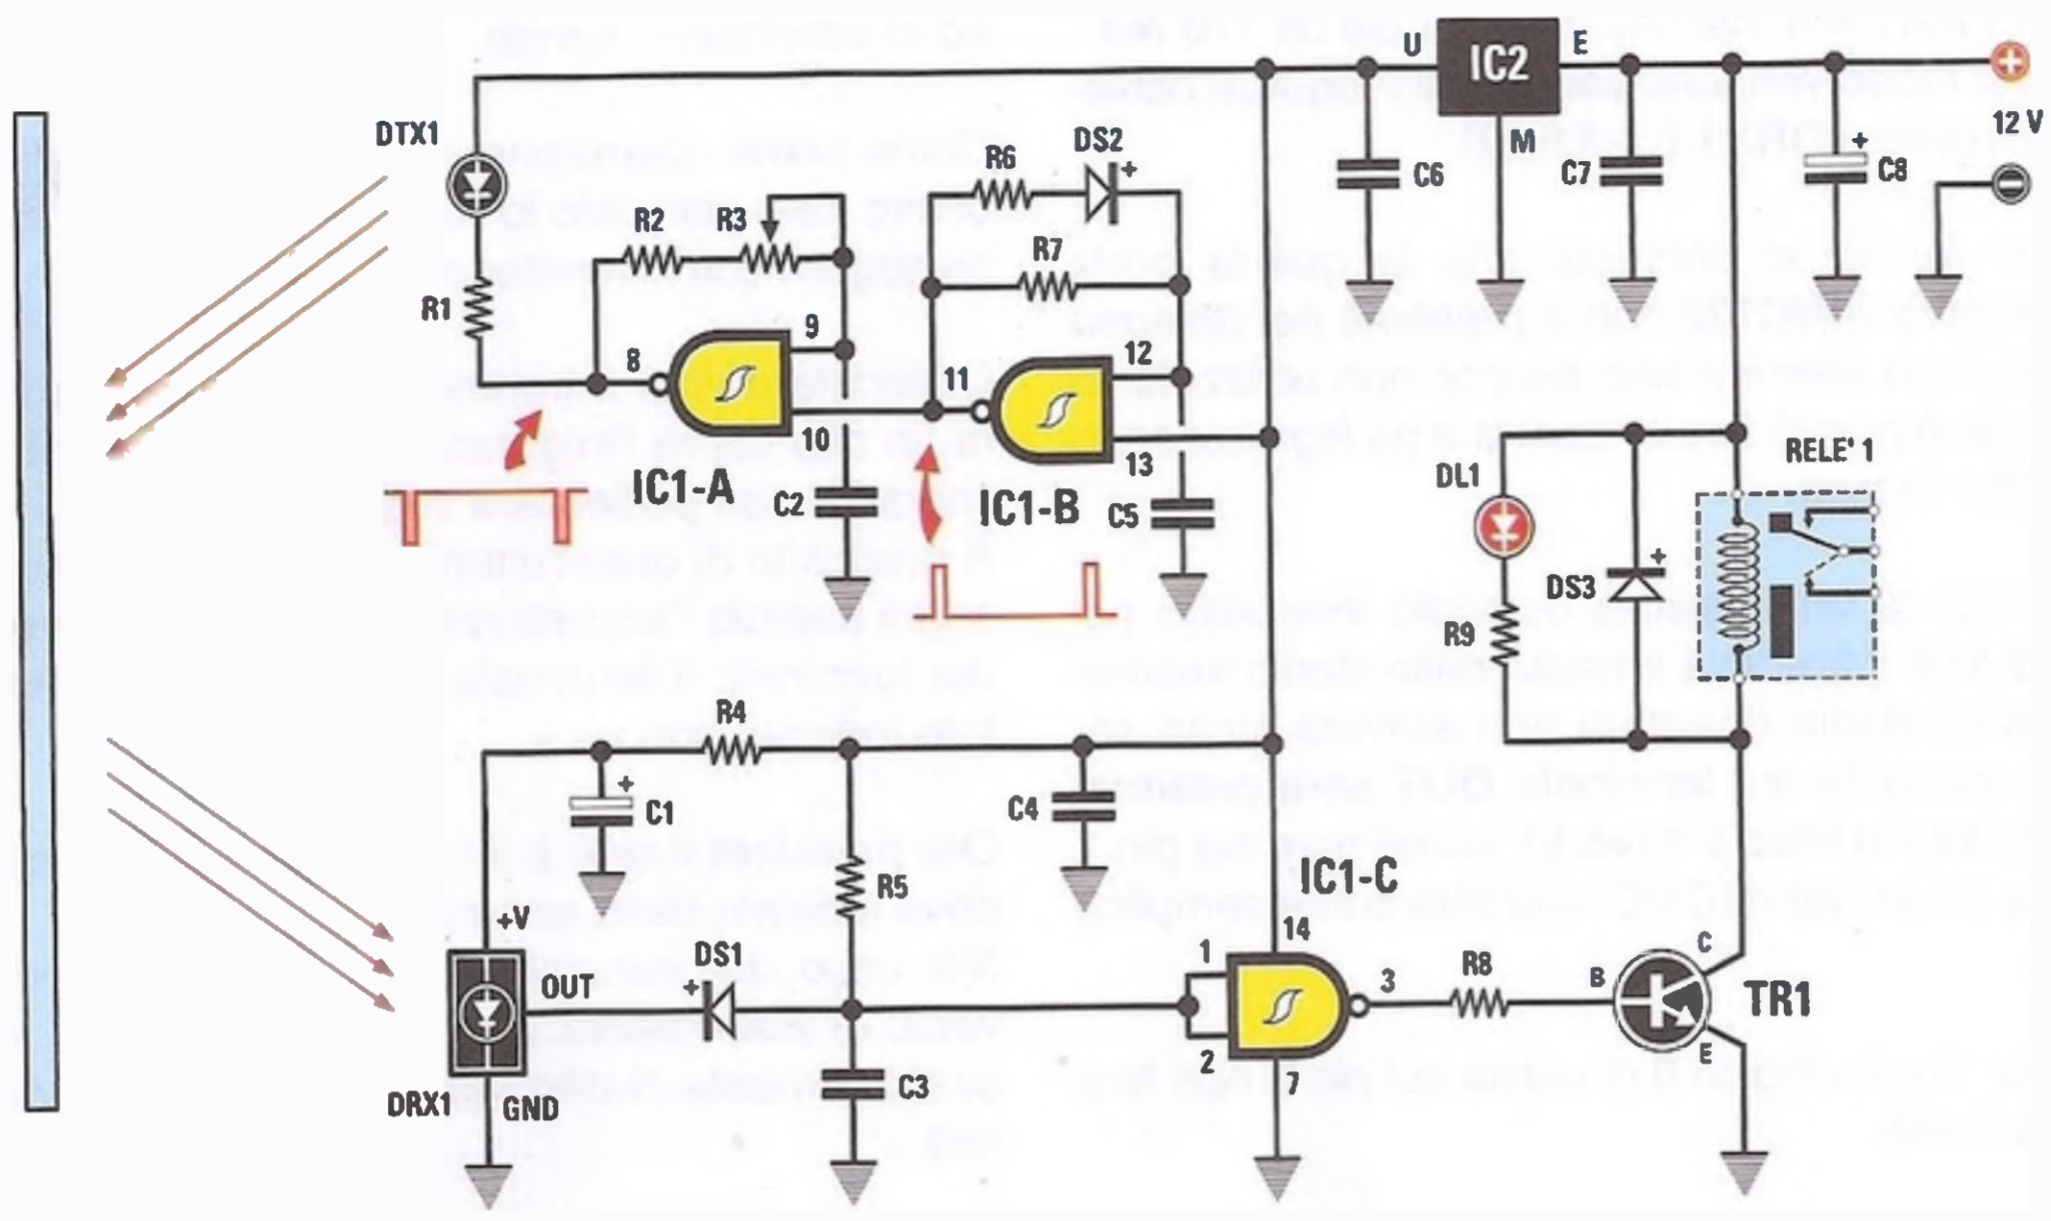 U
IC2
E
12 V
M
DTX1
DS2
R6
C6
C7
C8
+
+
R2
R3
R7
R1
8
9
10
11
12
13
IC1-A
C2
IC1-B
C5
DL1
RELE' 1
DS3
+
R9
R4
+
C1
C4
R5
IC1-C
+V
DS1
+
OUT
14
1
2
3
7
R8
B
C
E
TR1
DRX1
GND
C3